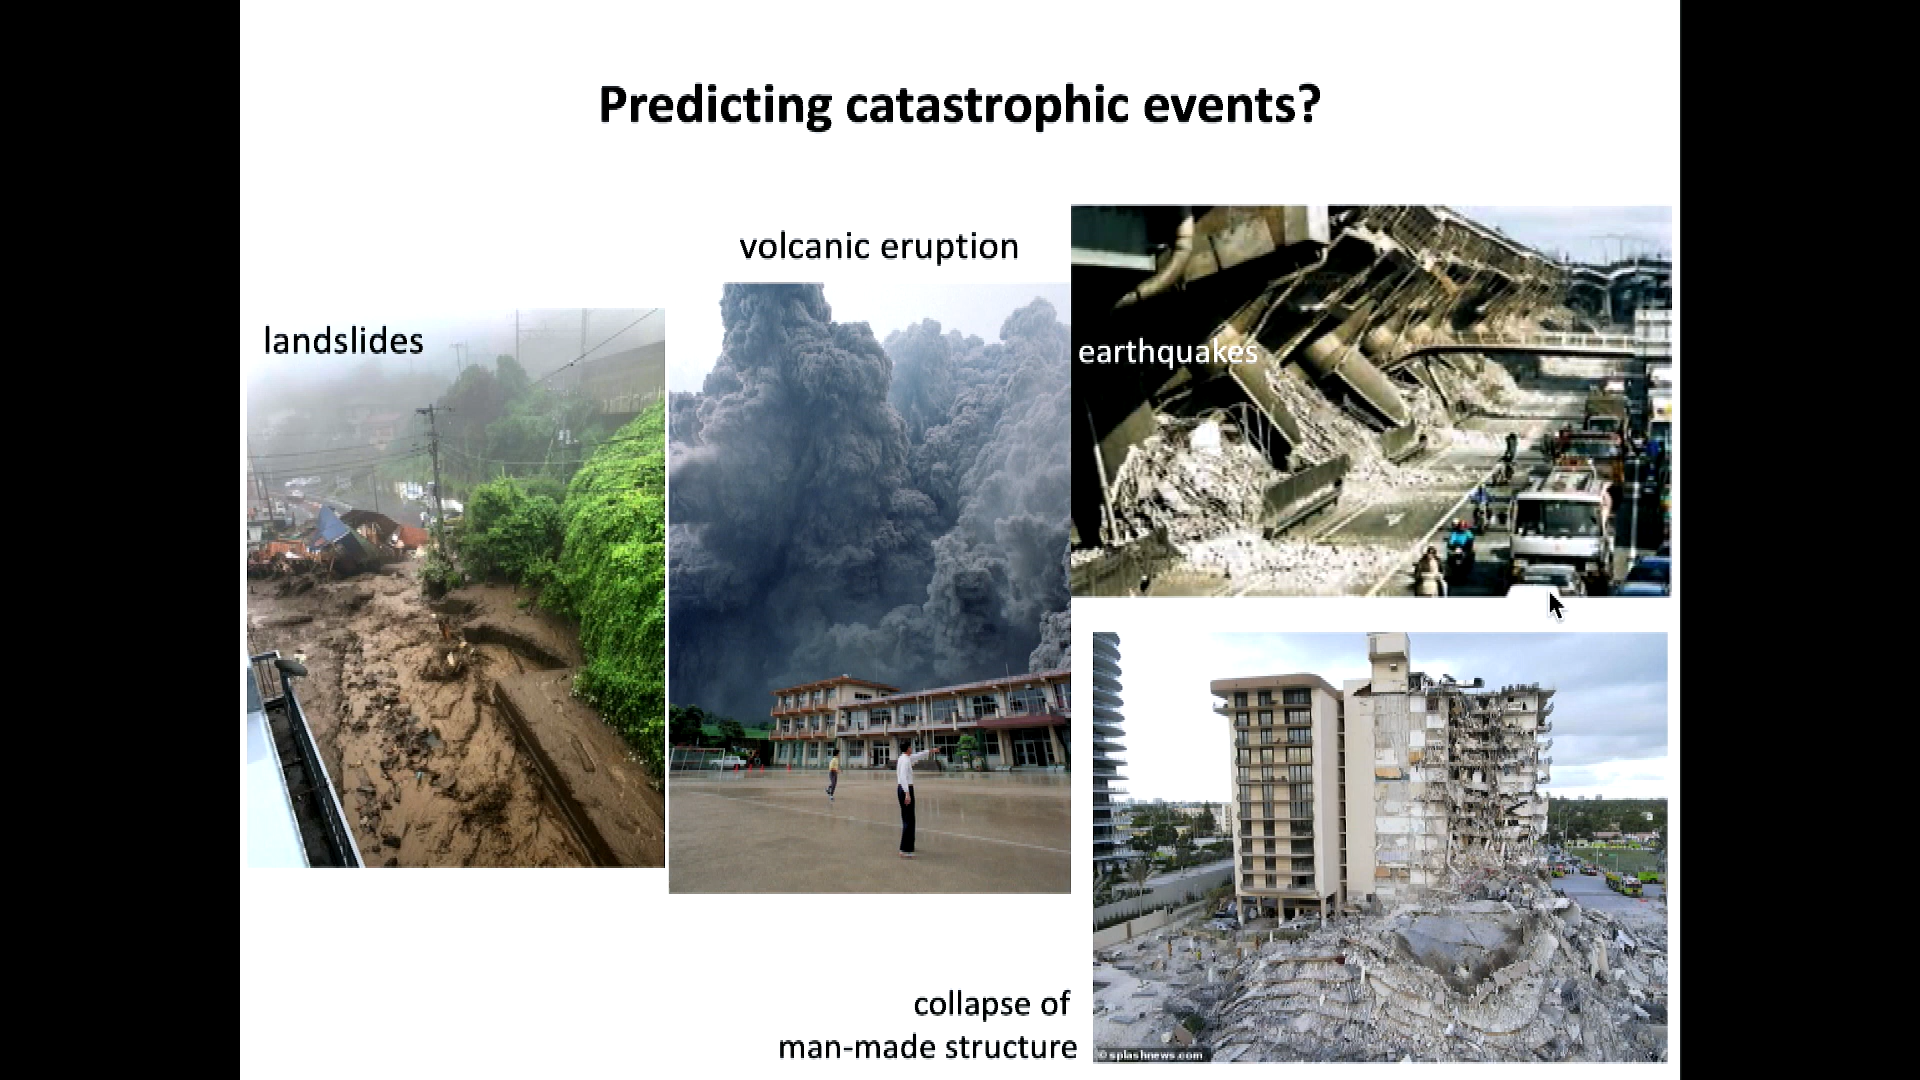 Predicting catastrophic events?
volcanic eruption
landslides
earthquakes
collapse of
man-made structure
© splashnews.com